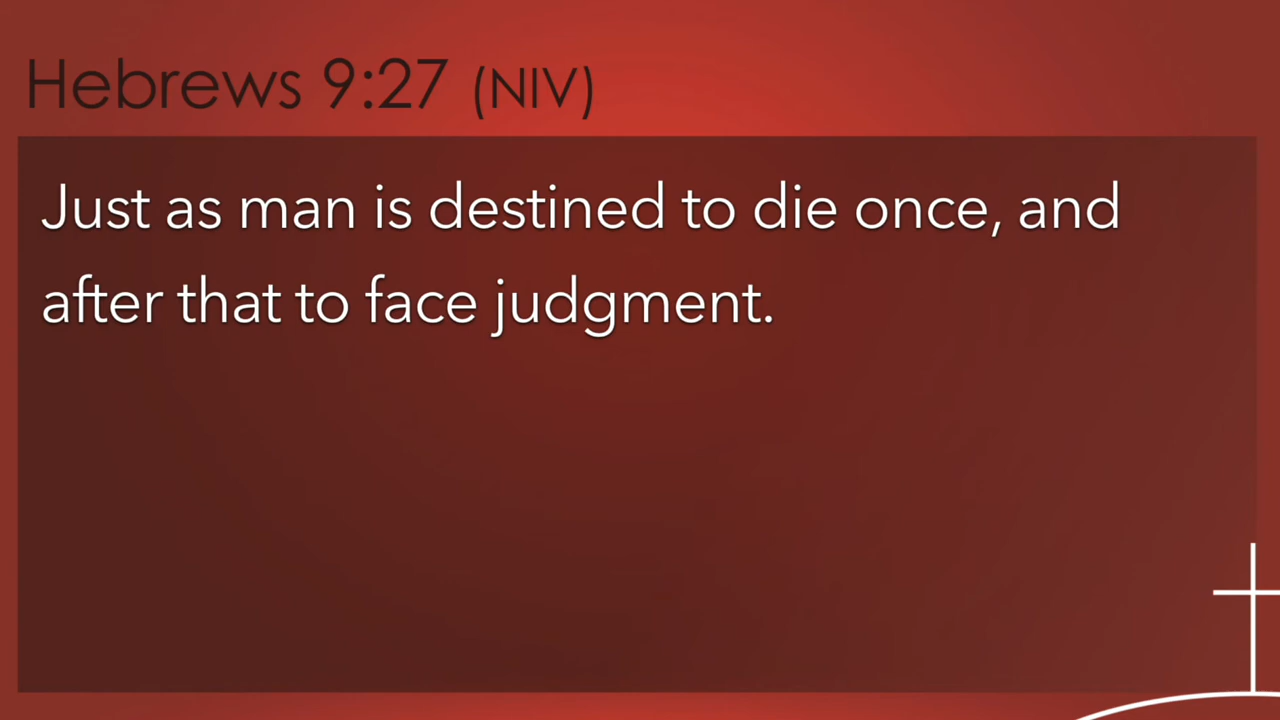 Hebrews 9:27 (NIV)
Just as man is destined to die once, and
after that to face judgment.